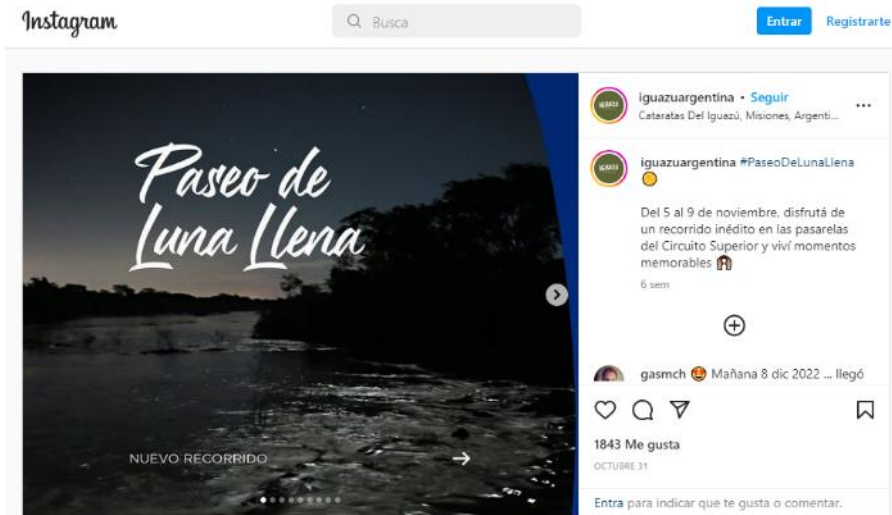 Instagram
Busca
Entrar
Registrarte
Paseo de
Luna Llena
NUEVO RECORRIDO
iguazuargentina • Seguir
Cataratas Del Iguazú, Misiones, Argenti...
iguazuargentina #PaseoDeLunaLlena
Del 5 al 9 de noviembre, disfrutá de
un recorrido inédito en las pasarelas
del Circuito Superior y viví momentos
memorables
6 sem
gasmch 😍 Mañana 8 dic 2022 ... llegó
1843 Me gusta
OCTUBRE 31
Entra para indicar que te gusta o comentar.